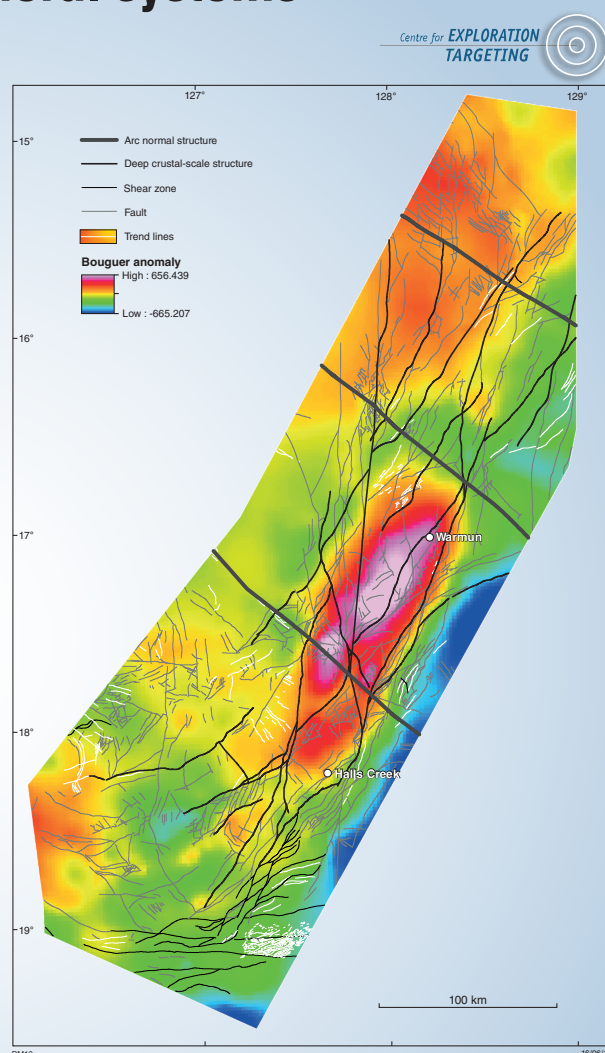 Centre for EXPLORATION
TARGETING
127°
128°
129°
15°
Arc normal structure
Deep crustal-scale structure
Shear zone
Fault
Trend lines
Bouguer anomaly
High : 656.439
Low : -665.207
16°
17°
Warmun
18°
Halls Creek
19°
100 km